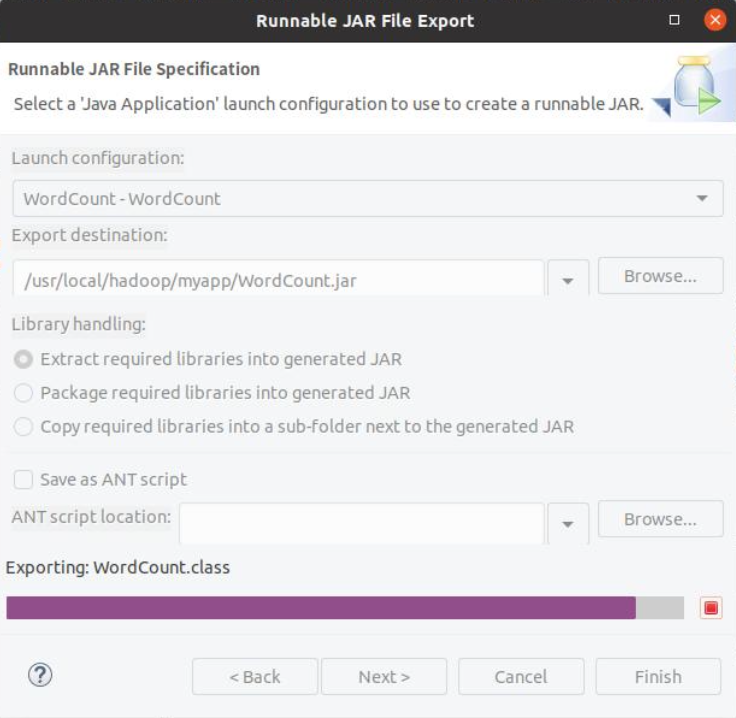 Runnable JAR File Export
Runnable JAR File Specification
Select a 'Java Application' launch configuration to use to create a runnable JAR.
Launch configuration:
WordCount - WordCount
Export destination:
/usr/local/hadoop/myapp/WordCount.jar
Browse...
Library handling:
Extract required libraries into generated JAR
Package required libraries into generated JAR
Copy required libraries into a sub-folder next to the generated JAR
Save as ANT script
ANT script location:
Browse...
Exporting: WordCount.class
?
< Back
Next >
Cancel
Finish